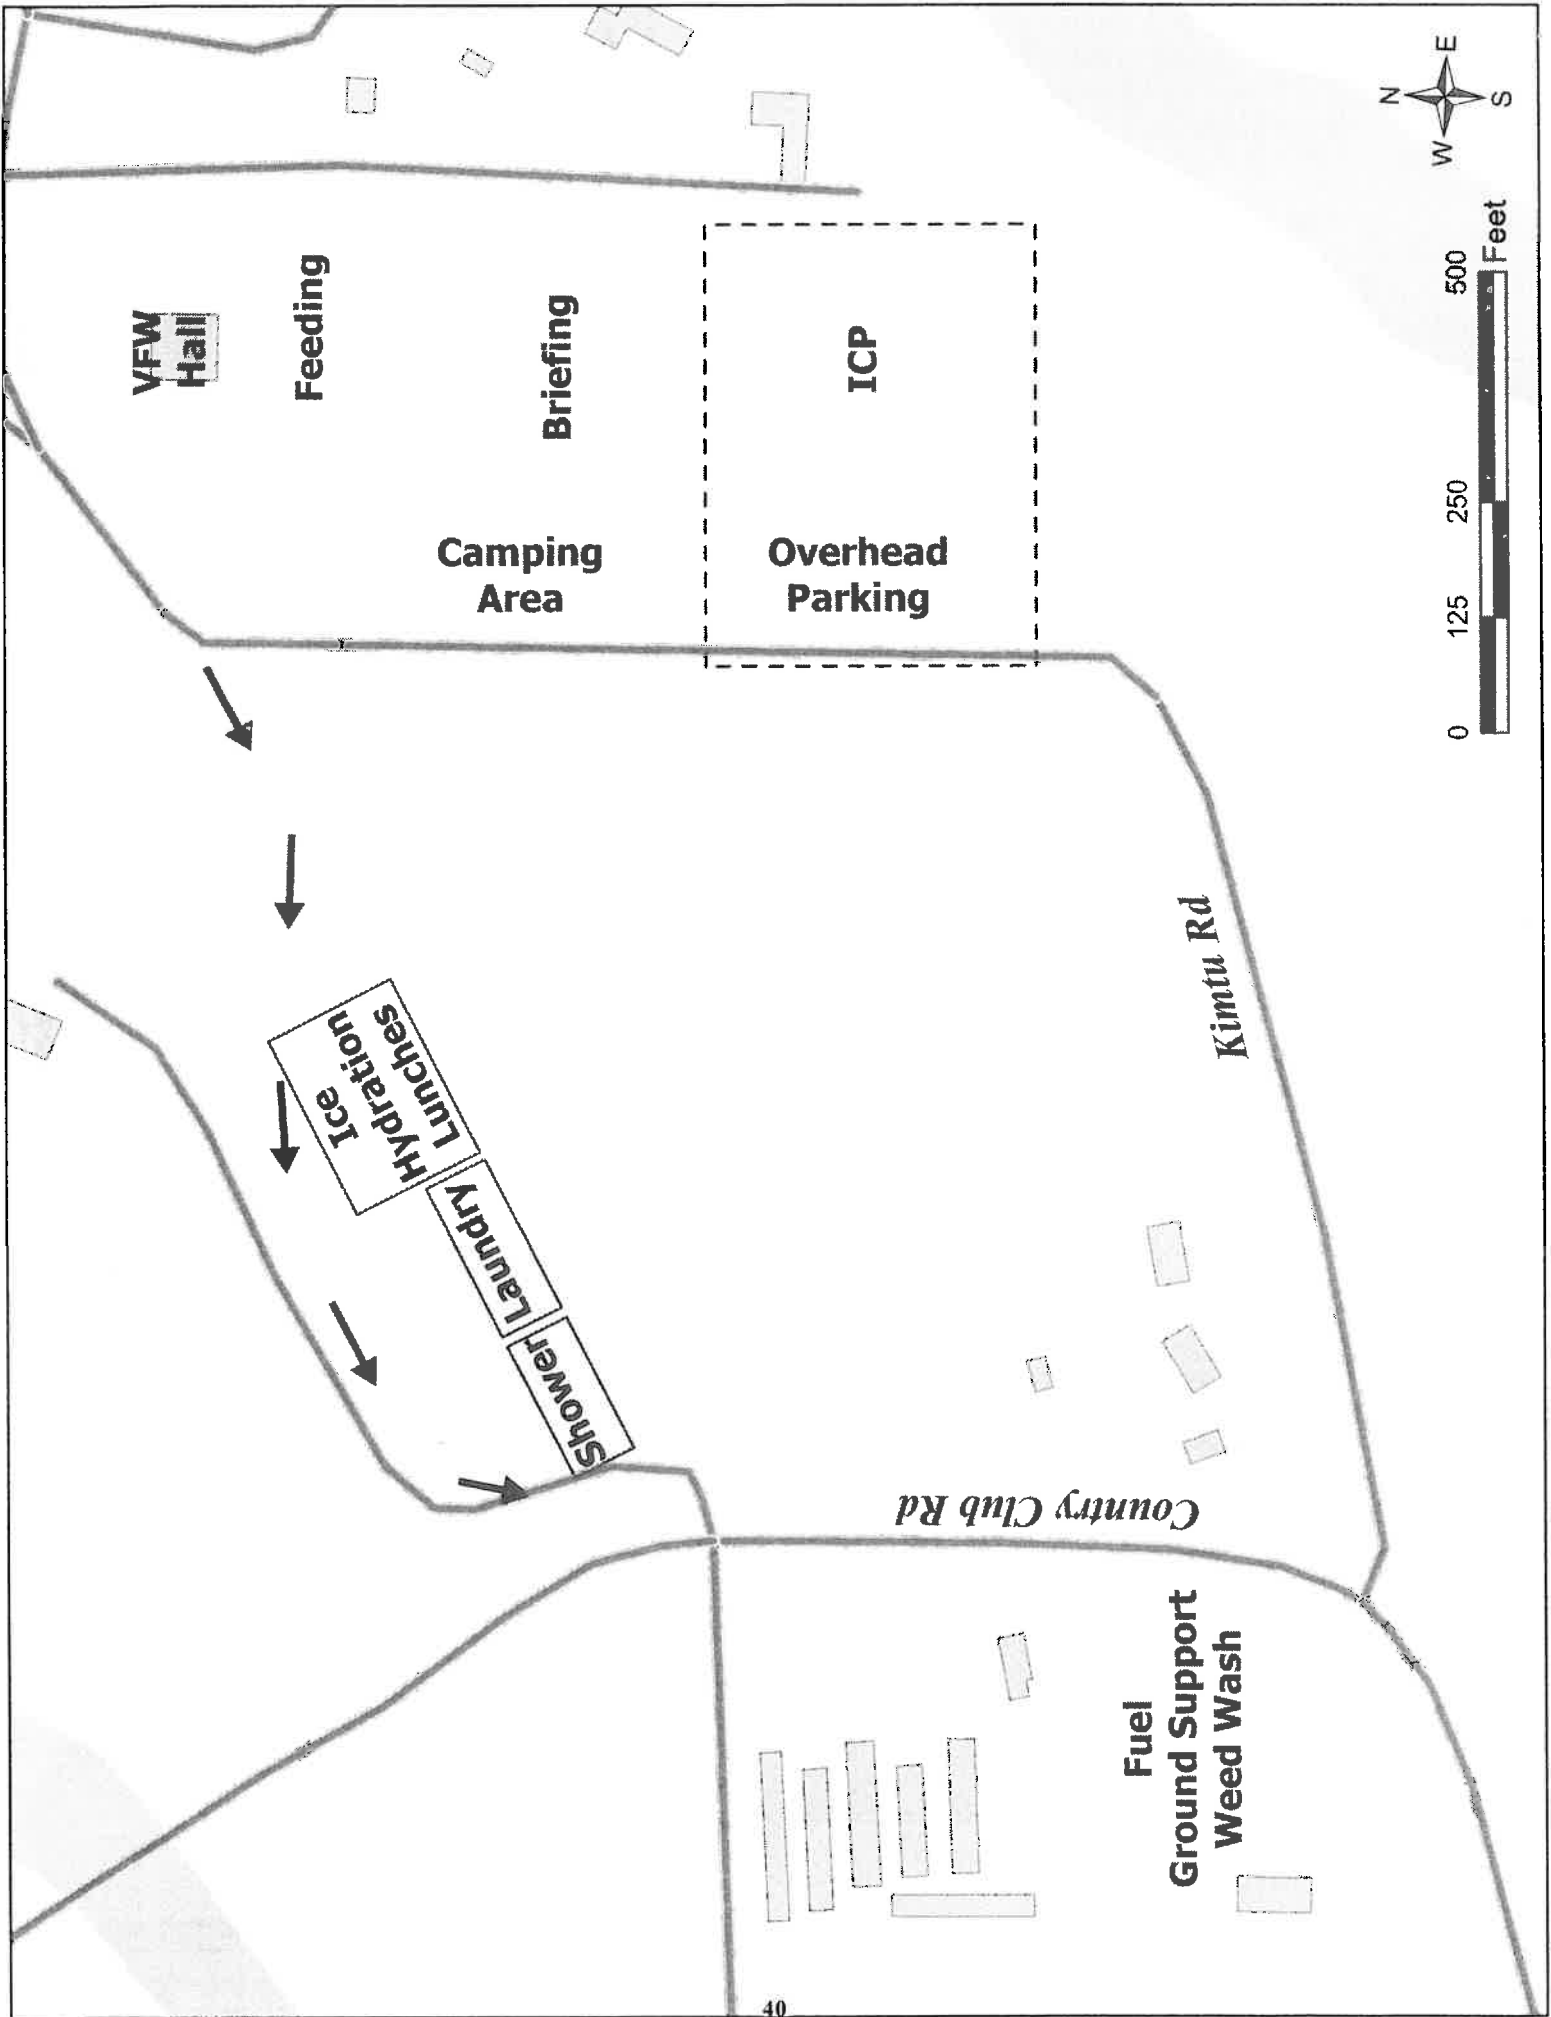 VFW
Hall
Feeding
Briefing
ICP
Camping
Area
Overhead
Parking
Ice
Hydration
Lunches
Laundry
Shower
Kimtu Rd
Country Club Rd
Fuel
Ground Support
Weed Wash
N
W
E
S
0 125 250 500
Feet
40